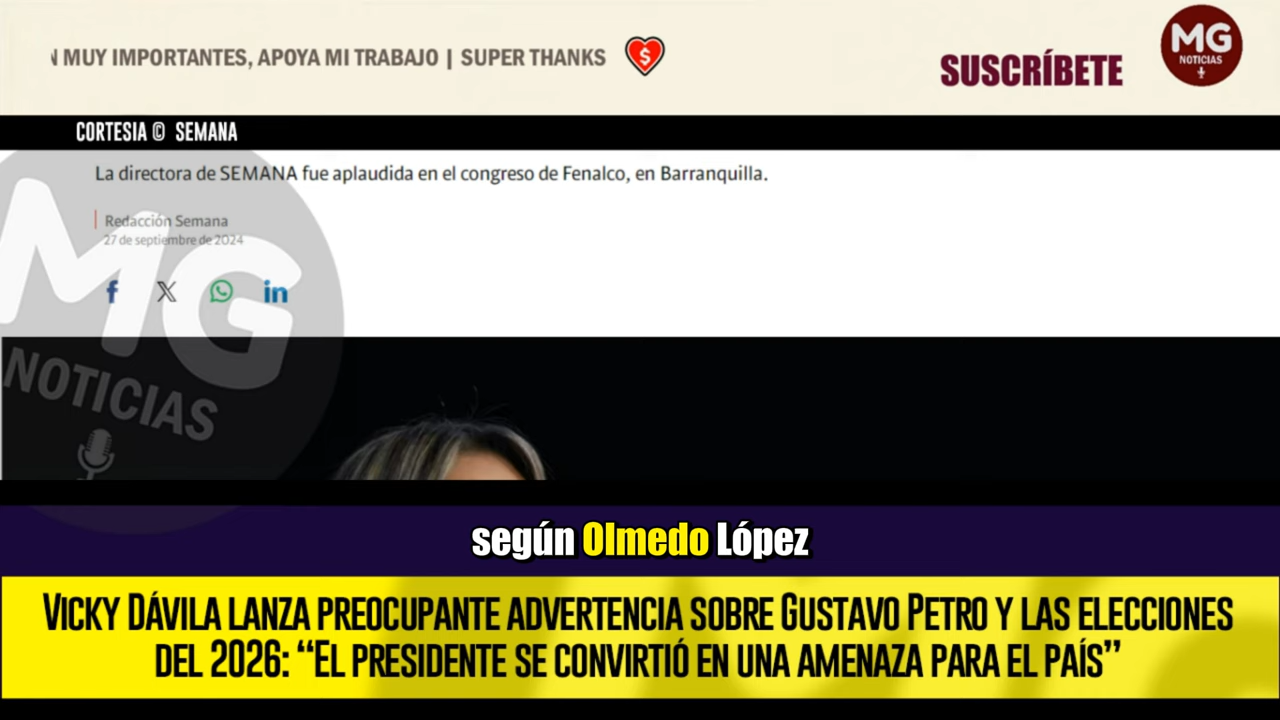 N MUY IMPORTANTES, APOYA MI TRABAJO | SUPER THANKS
$
SUSCRÍBETE
MG
NOTICIAS
CORTESIA © SEMANA
La directora de SEMANA fue aplaudida en el congreso de Fenalco, en Barranquilla.
Redacción Semana
27 de septiembre de 2024
MG
NOTICIAS
según Olmedo López
VICKY DÁVILA LANZA PREOCUPANTE ADVERTENCIA SOBRE GUSTAVO PETRO Y LAS ELECCIONES
DEL 2026: “EL PRESIDENTE SE CONVIRTIÓ EN UNA AMENAZA PARA EL PAÍS”